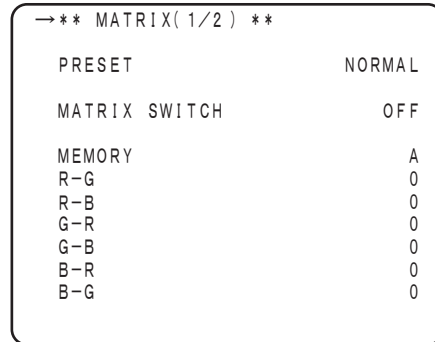 →** MATRIX(1/2) **
PRESET NORMAL
MATRIX SWITCH OFF
MEMORY A
R−G 0
R−B 0
G−R 0
G−B 0
B−R 0
B−G 0